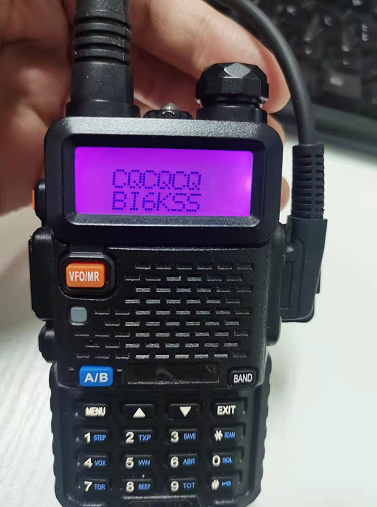 CQCQCQ
BI6KSS
VFO/MR
A/B
BAND
MENU ▲ ▼ EXIT
1 STEP 2 TXP 3 SAVE * SCAN
4 VOX 5 WN 6 ABR 0 SQL
7 TDR 8 BEEP 9 TOT #